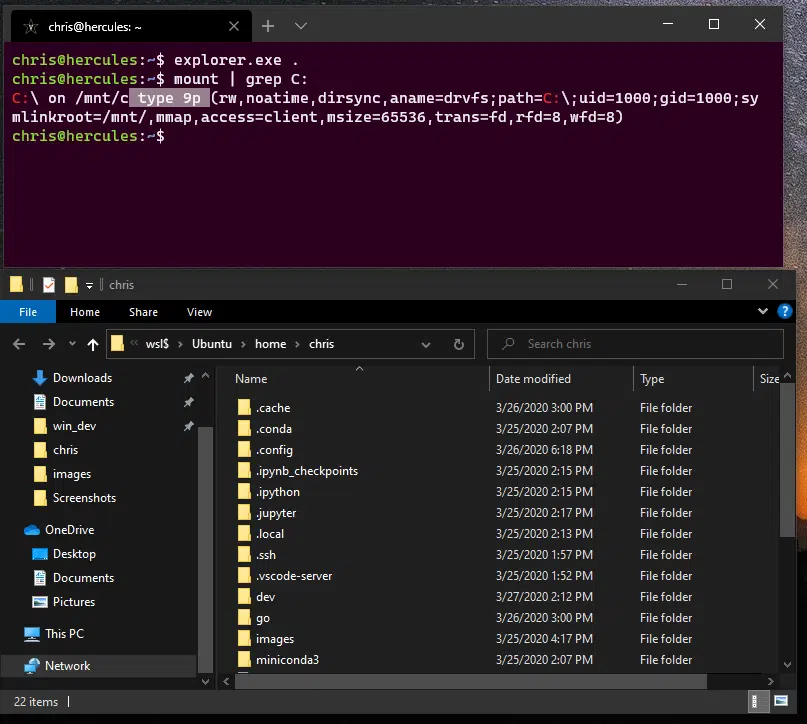 chris@hercules: ~
chris@hercules:~$ explorer.exe .
chris@hercules:~$ mount | grep C:
C:\ on /mnt/c type 9p (rw,noatime,dirsync,aname=drvfs;path=C:\;uid=1000;gid=1000;sy
mlinkroot=/mnt/,mmap,access=client,msize=65536,trans=fd,rfd=8,wfd=8)
chris@hercules:~$
chris
File Home Share View
wsl$ Ubuntu home chris
Search chris
Downloads
Documents
win_dev
chris
images
Screenshots
OneDrive
Desktop
Documents
Pictures
This PC
Network
Name Date modified Type Size
.cache 3/26/2020 3:00 PM File folder
.conda 3/25/2020 2:07 PM File folder
.config 3/26/2020 6:18 PM File folder
.ipynb_checkpoints 3/25/2020 2:15 PM File folder
.ipython 3/25/2020 2:15 PM File folder
.jupyter 3/25/2020 2:17 PM File folder
.local 3/25/2020 2:13 PM File folder
.ssh 3/25/2020 1:57 PM File folder
.vscode-server 3/25/2020 1:52 PM File folder
dev 3/27/2020 2:12 PM File folder
go 3/26/2020 3:00 PM File folder
images 3/25/2020 4:17 PM File folder
miniconda3 3/25/2020 2:07 PM File folder
22 items